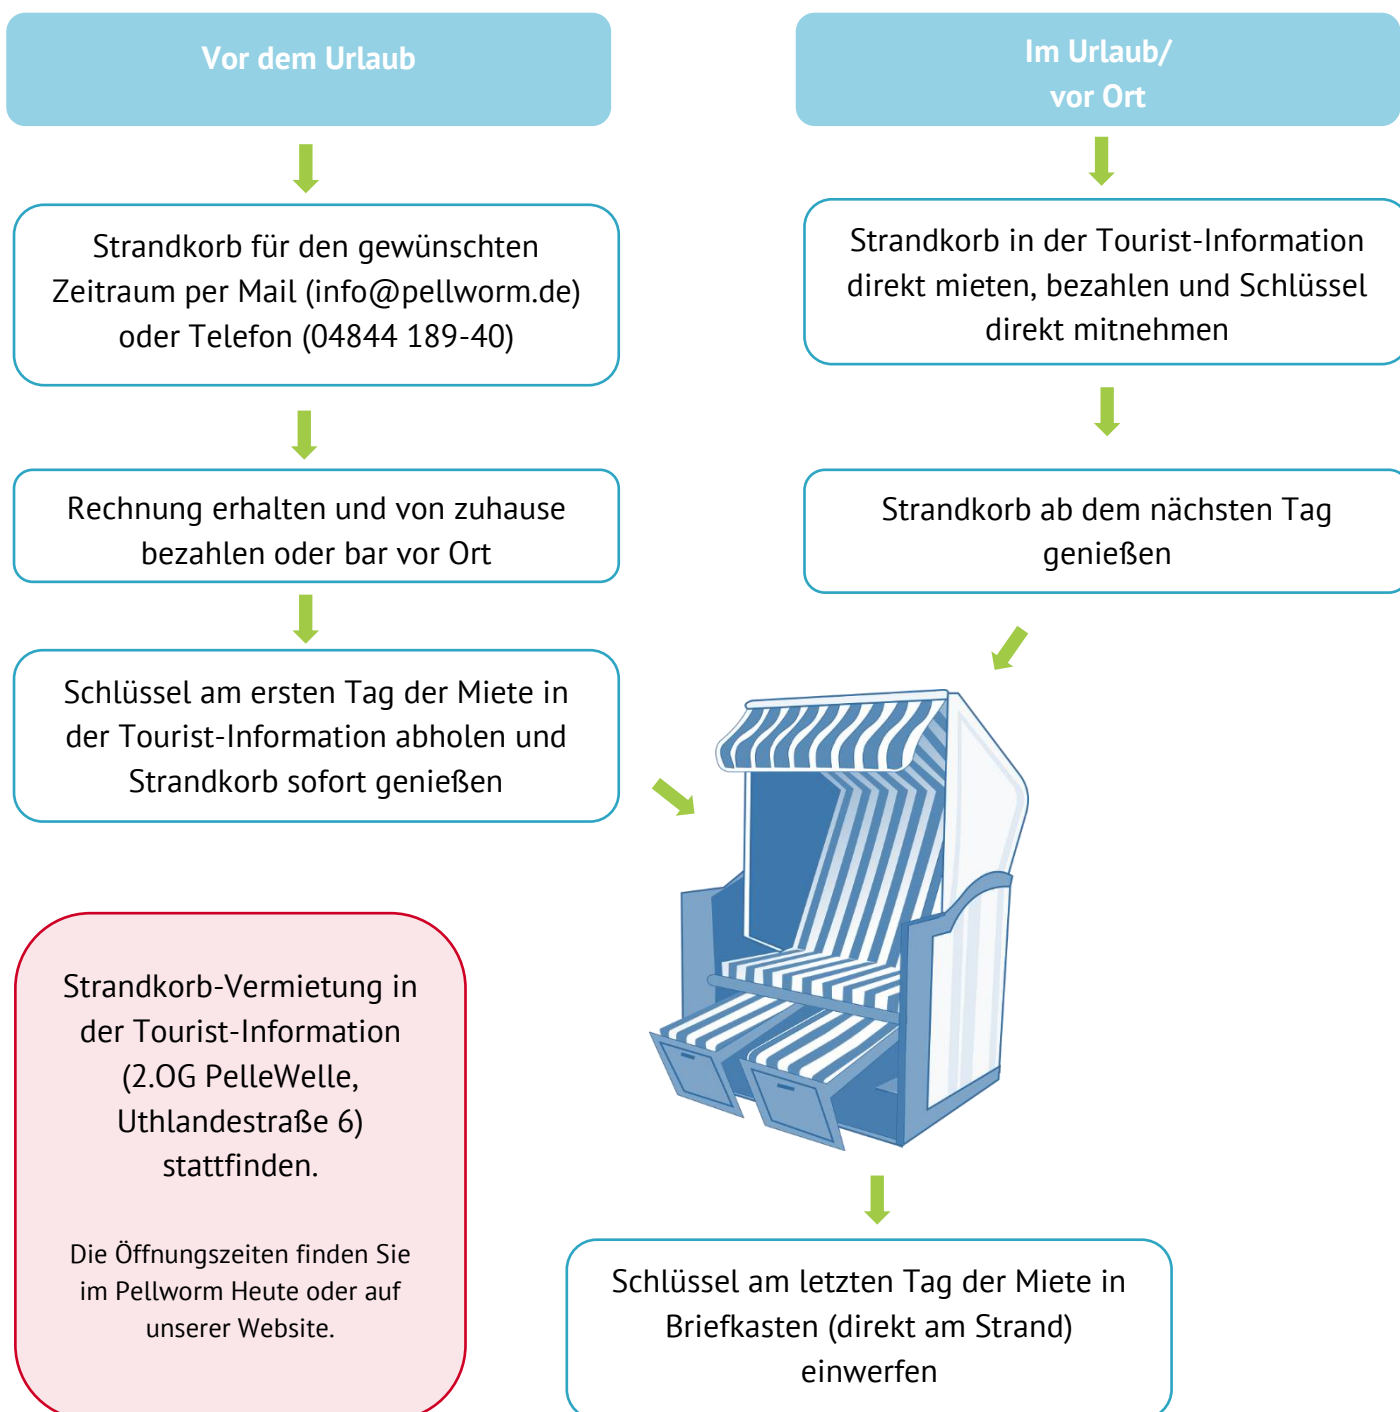 Vor dem Urlaub
Strandkorb für den gewünschten
Zeitraum per Mail (info@pellworm.de)
oder Telefon (04844 189-40)
Rechnung erhalten und von zuhause
bezahlen oder bar vor Ort
Schlüssel am ersten Tag der Miete in
der Tourist-Information abholen und
Strandkorb sofort genießen
Im Urlaub/
vor Ort
Strandkorb in der Tourist-Information
direkt mieten, bezahlen und Schlüssel
direkt mitnehmen
Strandkorb ab dem nächsten Tag
genießen
Schlüssel am letzten Tag der Miete in
Briefkasten (direkt am Strand)
einwerfen
Strandkorb-Vermietung in
der Tourist-Information
(2.OG PelleWelle,
Uthlandestraße 6)
stattfinden.
Die Öffnungszeiten finden Sie
im Pellworm Heute oder auf
unserer Website.